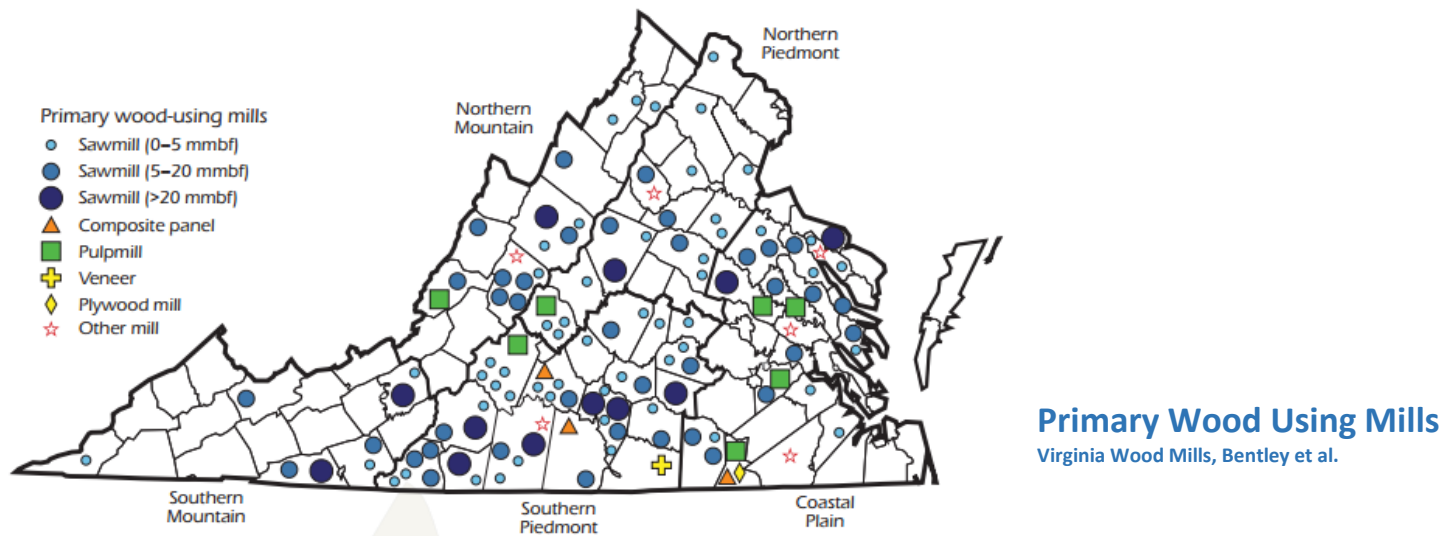 Northern
Piedmont
Northern
Mountain
Primary wood-using mills
Sawmill (0–5 mmbf)
Sawmill (5–20 mmbf)
Sawmill (>20 mmbf)
Composite panel
Pulpmill
Veneer
Plywood mill
Other mill
Southern
Mountain
Southern
Piedmont
Coastal
Plain
Primary Wood Using Mills
Virginia Wood Mills, Bentley et al.